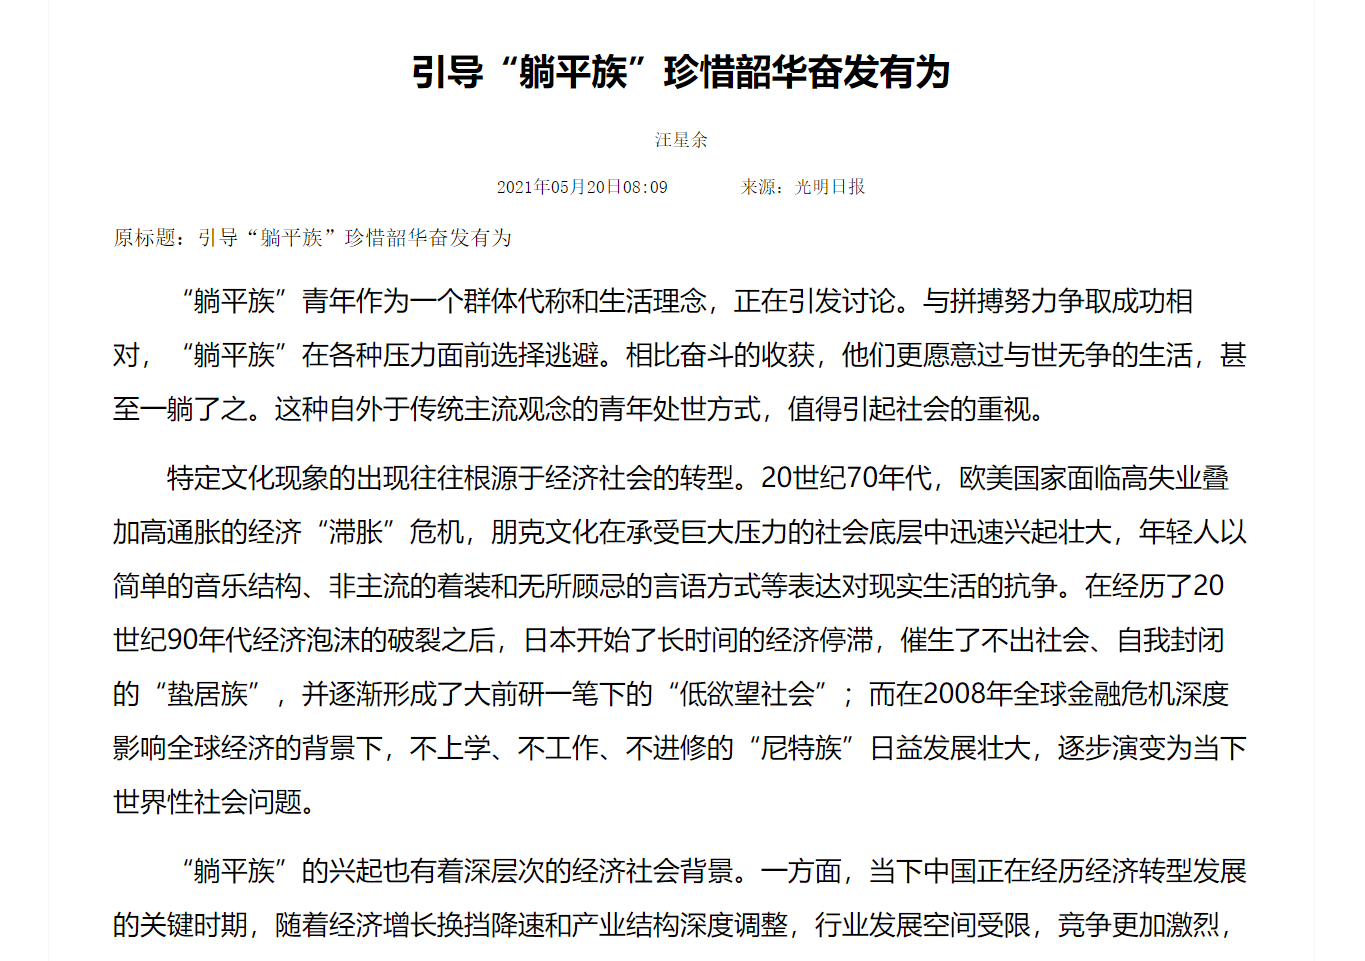 引导“躺平族”珍惜韶华奋发有为
汪星余
2021年05月20日08:09 来源：光明日报
原标题：引导“躺平族”珍惜韶华奋发有为
“躺平族”青年作为一个群体代称和生活理念，正在引发讨论。与拼搏努力争取成功相
对，“躺平族”在各种压力面前选择逃避。相比奋斗的收获，他们更愿意过与世无争的生活，甚
至一躺了之。这种自外于传统主流观念的青年处世方式，值得引起社会的重视。
特定文化现象的出现往往根源于经济社会的转型。20世纪70年代，欧美国家面临高失业叠
加高通胀的经济“滞胀”危机，朋克文化在承受巨大压力的社会底层中迅速兴起壮大，年轻人以
简单的音乐结构、非主流的着装和无所顾忌的言语方式等表达对现实生活的抗争。在经历了20
世纪90年代经济泡沫的破裂之后，日本开始了长时间的经济停滞，催生了不出社会、自我封闭
的“蛰居族”，并逐渐形成了大前研一笔下的“低欲望社会”；而在2008年全球金融危机深度
影响全球经济的背景下，不上学、不工作、不进修的“尼特族”日益发展壮大，逐步演变为当下
世界性社会问题。
“躺平族”的兴起也有着深层次的经济社会背景。一方面，当下中国正在经历经济转型发展
的关键时期，随着经济增长换挡降速和产业结构深度调整，行业发展空间受限，竞争更加激烈，